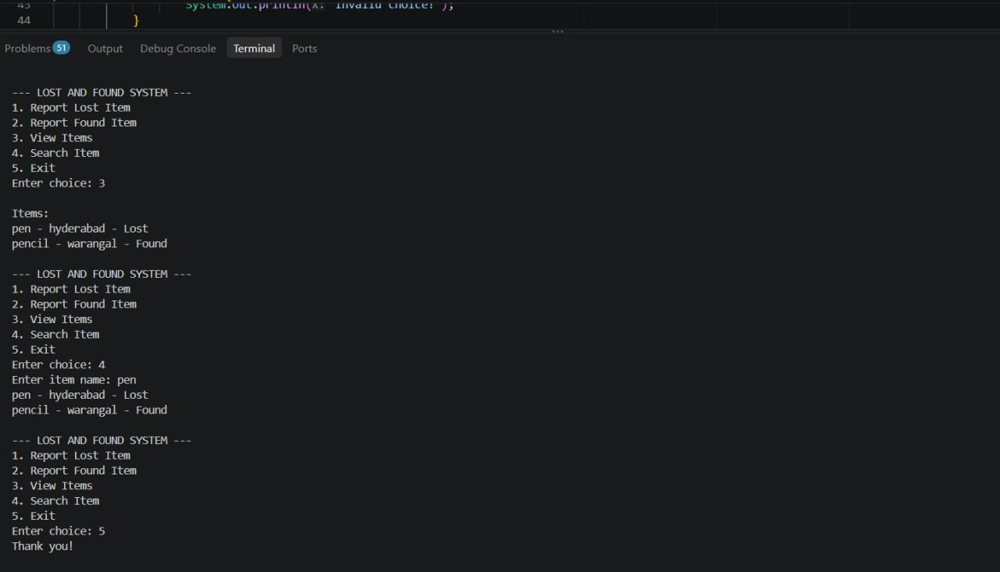 43 System.out.println(x: "Invalid choice!");
44 }
Problems 51 Output Debug Console Terminal Ports
--- LOST AND FOUND SYSTEM ---
1. Report Lost Item
2. Report Found Item
3. View Items
4. Search Item
5. Exit
Enter choice: 3
Items:
pen - hyderabad - Lost
pencil - warangal - Found
--- LOST AND FOUND SYSTEM ---
1. Report Lost Item
2. Report Found Item
3. View Items
4. Search Item
5. Exit
Enter choice: 4
Enter item name: pen
pen - hyderabad - Lost
pencil - warangal - Found
--- LOST AND FOUND SYSTEM ---
1. Report Lost Item
2. Report Found Item
3. View Items
4. Search Item
5. Exit
Enter choice: 5
Thank you!